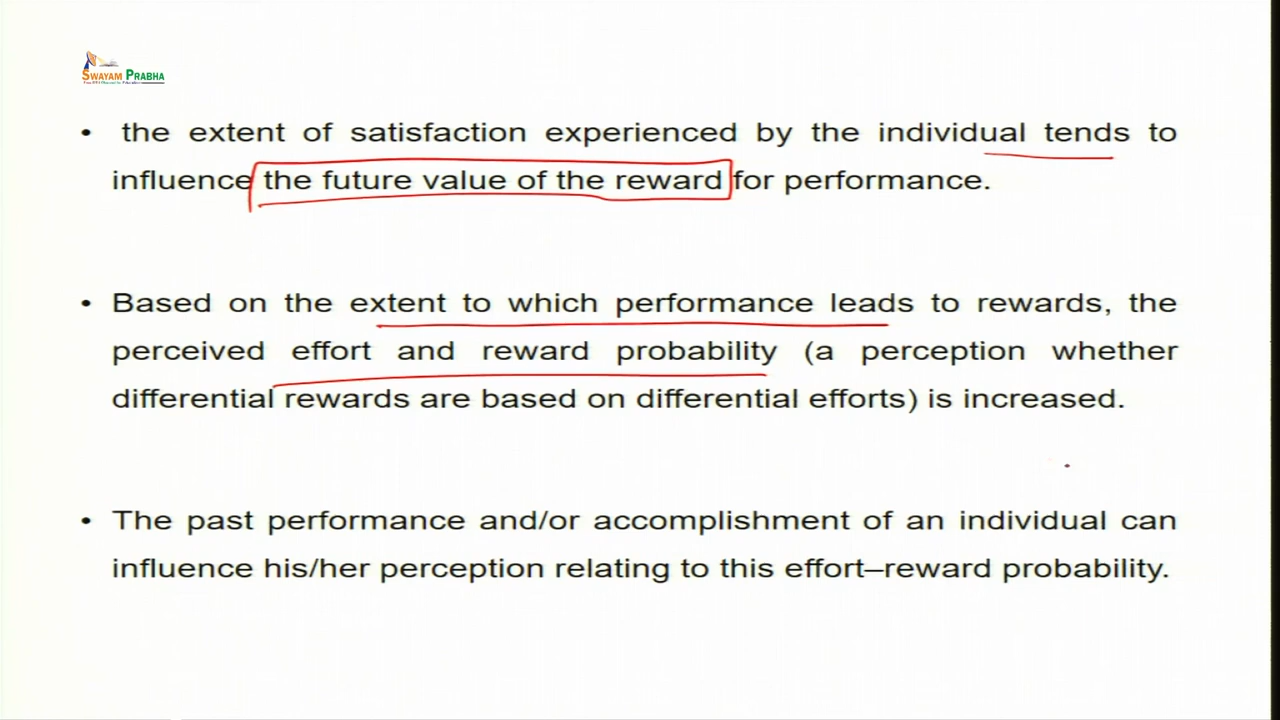 SWAYAM PRABHA
• the extent of satisfaction experienced by the individual tends to
influence the future value of the reward for performance.
• Based on the extent to which performance leads to rewards, the
perceived effort and reward probability (a perception whether
differential rewards are based on differential efforts) is increased.
• The past performance and/or accomplishment of an individual can
influence his/her perception relating to this effort–reward probability.